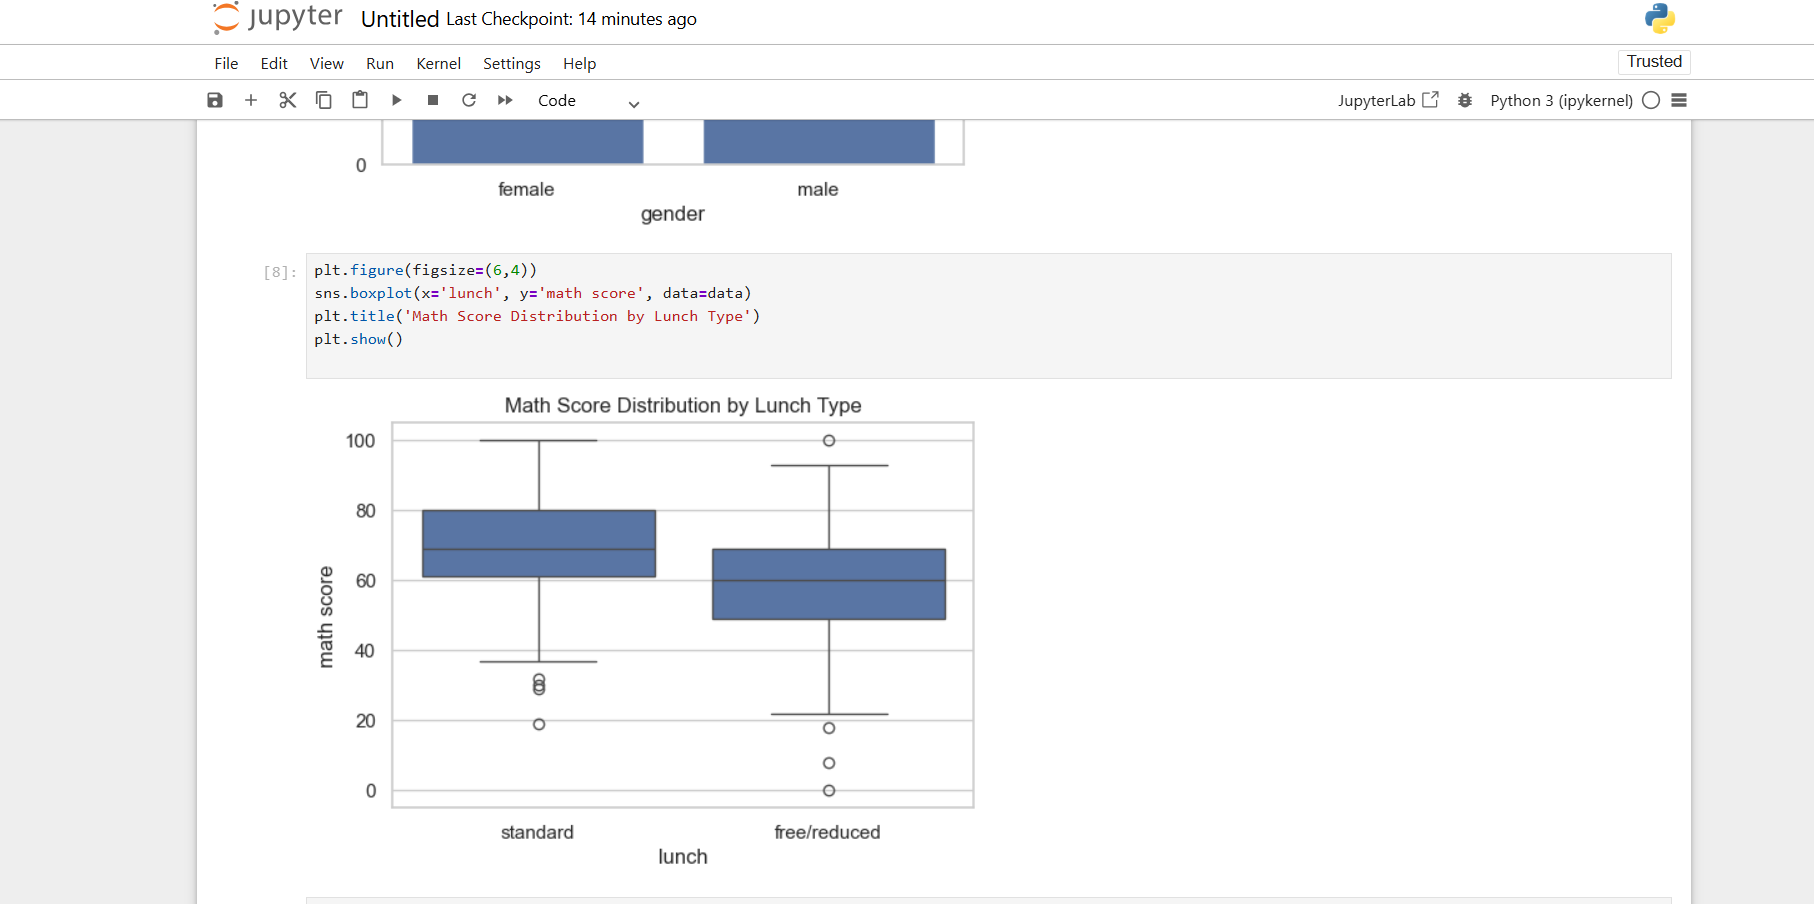 jupyter Untitled Last Checkpoint: 14 minutes ago
File Edit View Run Kernel Settings Help Trusted
Code JupyterLab Python 3 (ipykernel)
0
female male
gender
[8]: plt.figure(figsize=(6,4))
sns.boxplot(x='lunch', y='math score', data=data)
plt.title('Math Score Distribution by Lunch Type')
plt.show()
Math Score Distribution by Lunch Type
100
80
60
40
20
0
math score
standard free/reduced
lunch